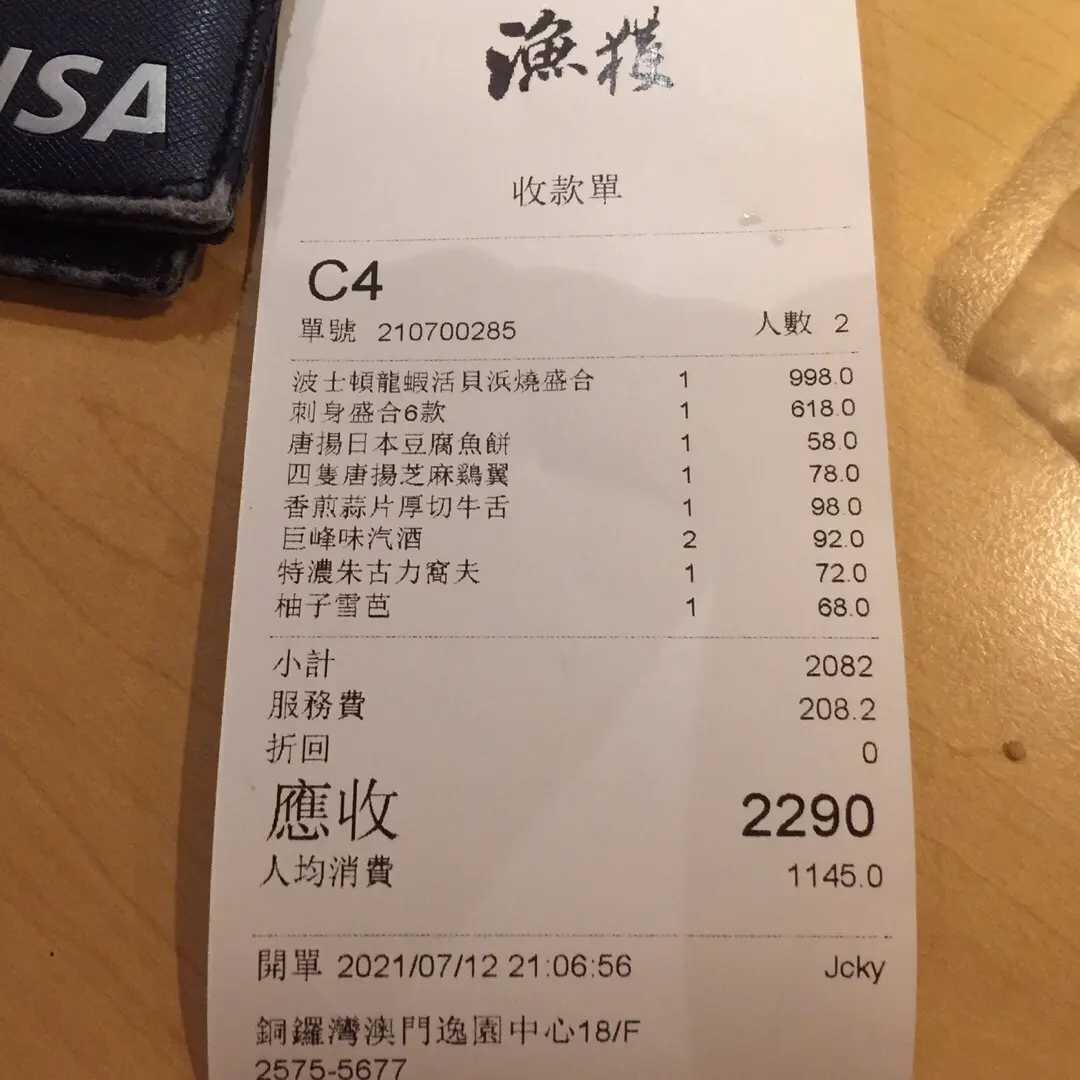 VISA
漁獲
收款單
C4
單號 210700285 人數 2
波士頓龍蝦活貝浜燒盛合 1 998.0
刺身盛合6款 1 618.0
唐揚日本豆腐魚餅 1 58.0
四隻唐揚芝麻鷄翼 1 78.0
香煎蒜片厚切牛舌 1 98.0
巨峰味汽酒 2 92.0
特濃朱古力窩夫 1 72.0
柚子雪芭 1 68.0
小計 2082
服務費 208.2
折回 0
應收 2290
人均消費 1145.0
開單 2021/07/12 21:06:56 Jcky
銅鑼灣澳門逸園中心18/F
2575-5677